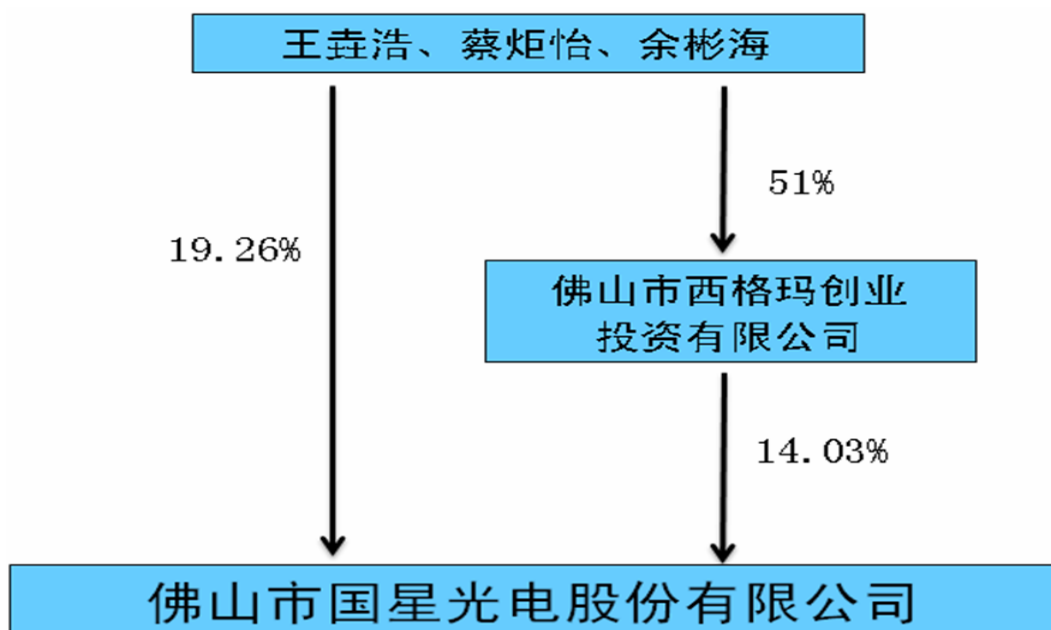 王垚浩、蔡炬怡、余彬海
51%
19.26%
佛山市西格玛创业
投资有限公司
14.03%
佛山市国星光电股份有限公司